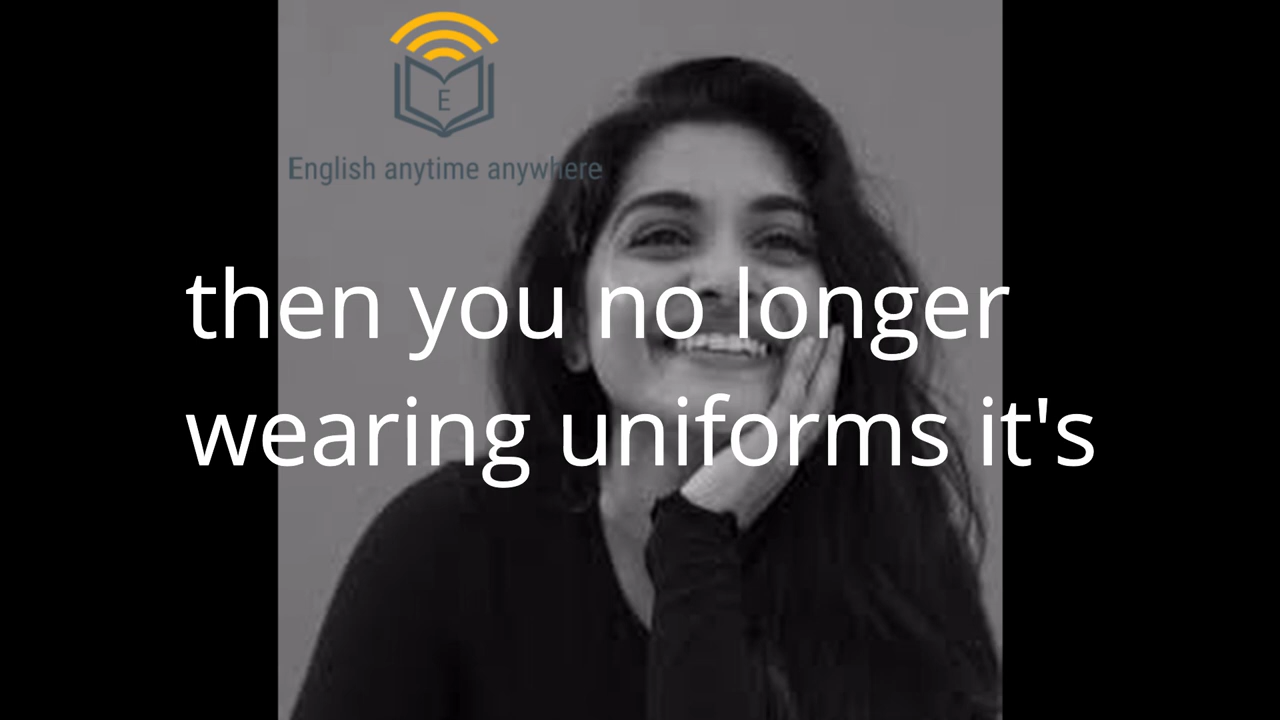 E
English anytime anywhere
then you no longer
wearing uniforms it's